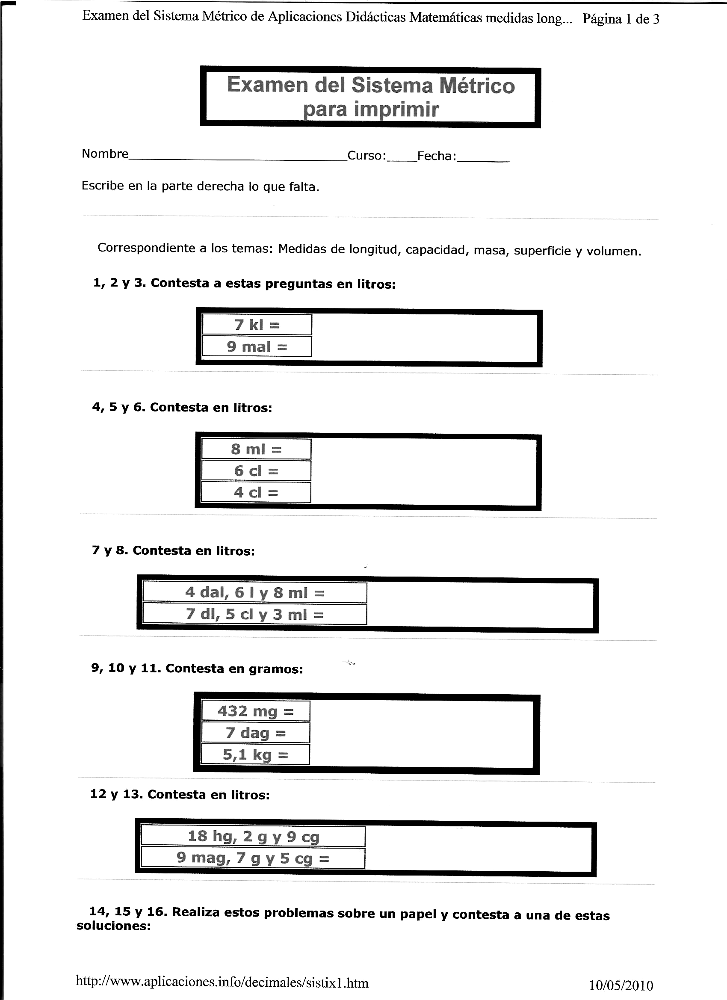 Examen del Sistema Métrico de Aplicaciones Didácticas Matemáticas medidas long... Página 1 de 3
Examen del Sistema Métrico
para imprimir
Nombre_________________Curso:____Fecha:______
Escribe en la parte derecha lo que falta.
Correspondiente a los temas: Medidas de longitud, capacidad, masa, superficie y volumen.
1, 2 y 3. Contesta a estas preguntas en litros:
7 kl =
9 mal =
4, 5 y 6. Contesta en litros:
8 ml =
6 cl =
4 cl =
7 y 8. Contesta en litros:
4 dal, 6 l y 8 ml =
7 dl, 5 cl y 3 ml =
9, 10 y 11. Contesta en gramos:
432 mg =
7 dag =
5,1 kg =
12 y 13. Contesta en litros:
18 hg, 2 g y 9 cg
9 mag, 7 g y 5 cg =
14, 15 y 16. Realiza estos problemas sobre un papel y contesta a una de estas
soluciones:
http://www.aplicaciones.info/decimales/sistix1.htm 10/05/2010